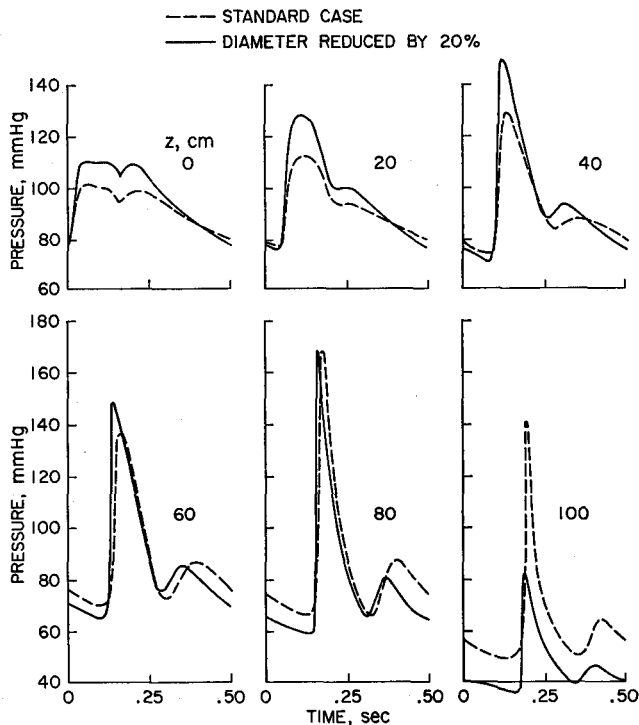 STANDARD CASE
DIAMETER REDUCED BY 20%
PRESSURE, mmHg
140
120
100
80
60
z, cm
0
20
40
PRESSURE, mmHg
180
160
140
120
100
80
60
40
60
80
100
0 .25 .50
0 .25 .50
0 .25 .50
TIME, sec